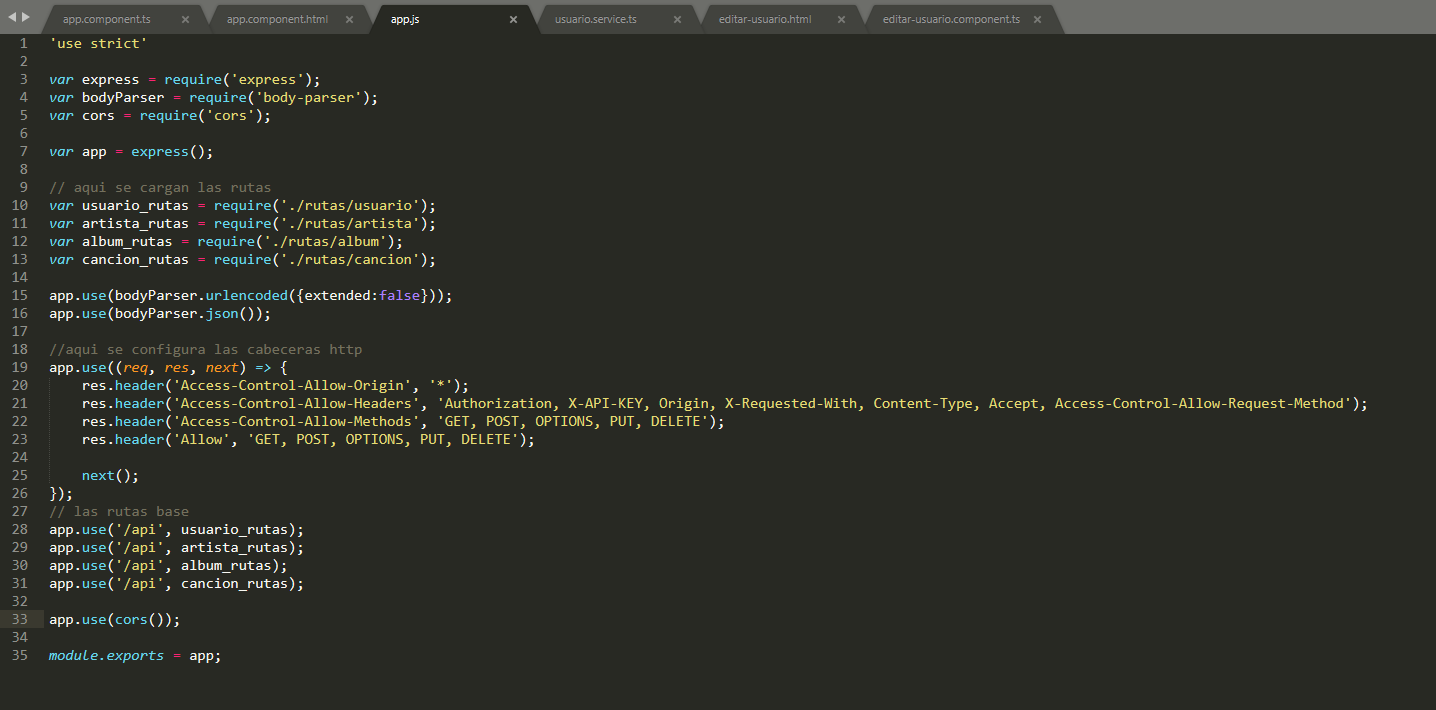 app.component.ts × app.component.html × app.js × usuario.service.ts × editar-usuario.html × editar-usuario.component.ts ×
1 'use strict'
2
3 var express = require('express');
4 var bodyParser = require('body-parser');
5 var cors = require('cors');
6
7 var app = express();
8
9 // aqui se cargan las rutas
10 var usuario_rutas = require('./rutas/usuario');
11 var artista_rutas = require('./rutas/artista');
12 var album_rutas = require('./rutas/album');
13 var cancion_rutas = require('./rutas/cancion');
14
15 app.use(bodyParser.urlencoded({extended:false}));
16 app.use(bodyParser.json());
17
18 //aqui se configura las cabeceras http
19 app.use((req, res, next) => {
20     res.header('Access-Control-Allow-Origin', '*');
21     res.header('Access-Control-Allow-Headers', 'Authorization, X-API-KEY, Origin, X-Requested-With, Content-Type, Accept, Access-Control-Allow-Request-Method');
22     res.header('Access-Control-Allow-Methods', 'GET, POST, OPTIONS, PUT, DELETE');
23     res.header('Allow', 'GET, POST, OPTIONS, PUT, DELETE');
24
25     next();
26 });
27 // las rutas base
28 app.use('/api', usuario_rutas);
29 app.use('/api', artista_rutas);
30 app.use('/api', album_rutas);
31 app.use('/api', cancion_rutas);
32
33 app.use(cors());
34
35 module.exports = app;